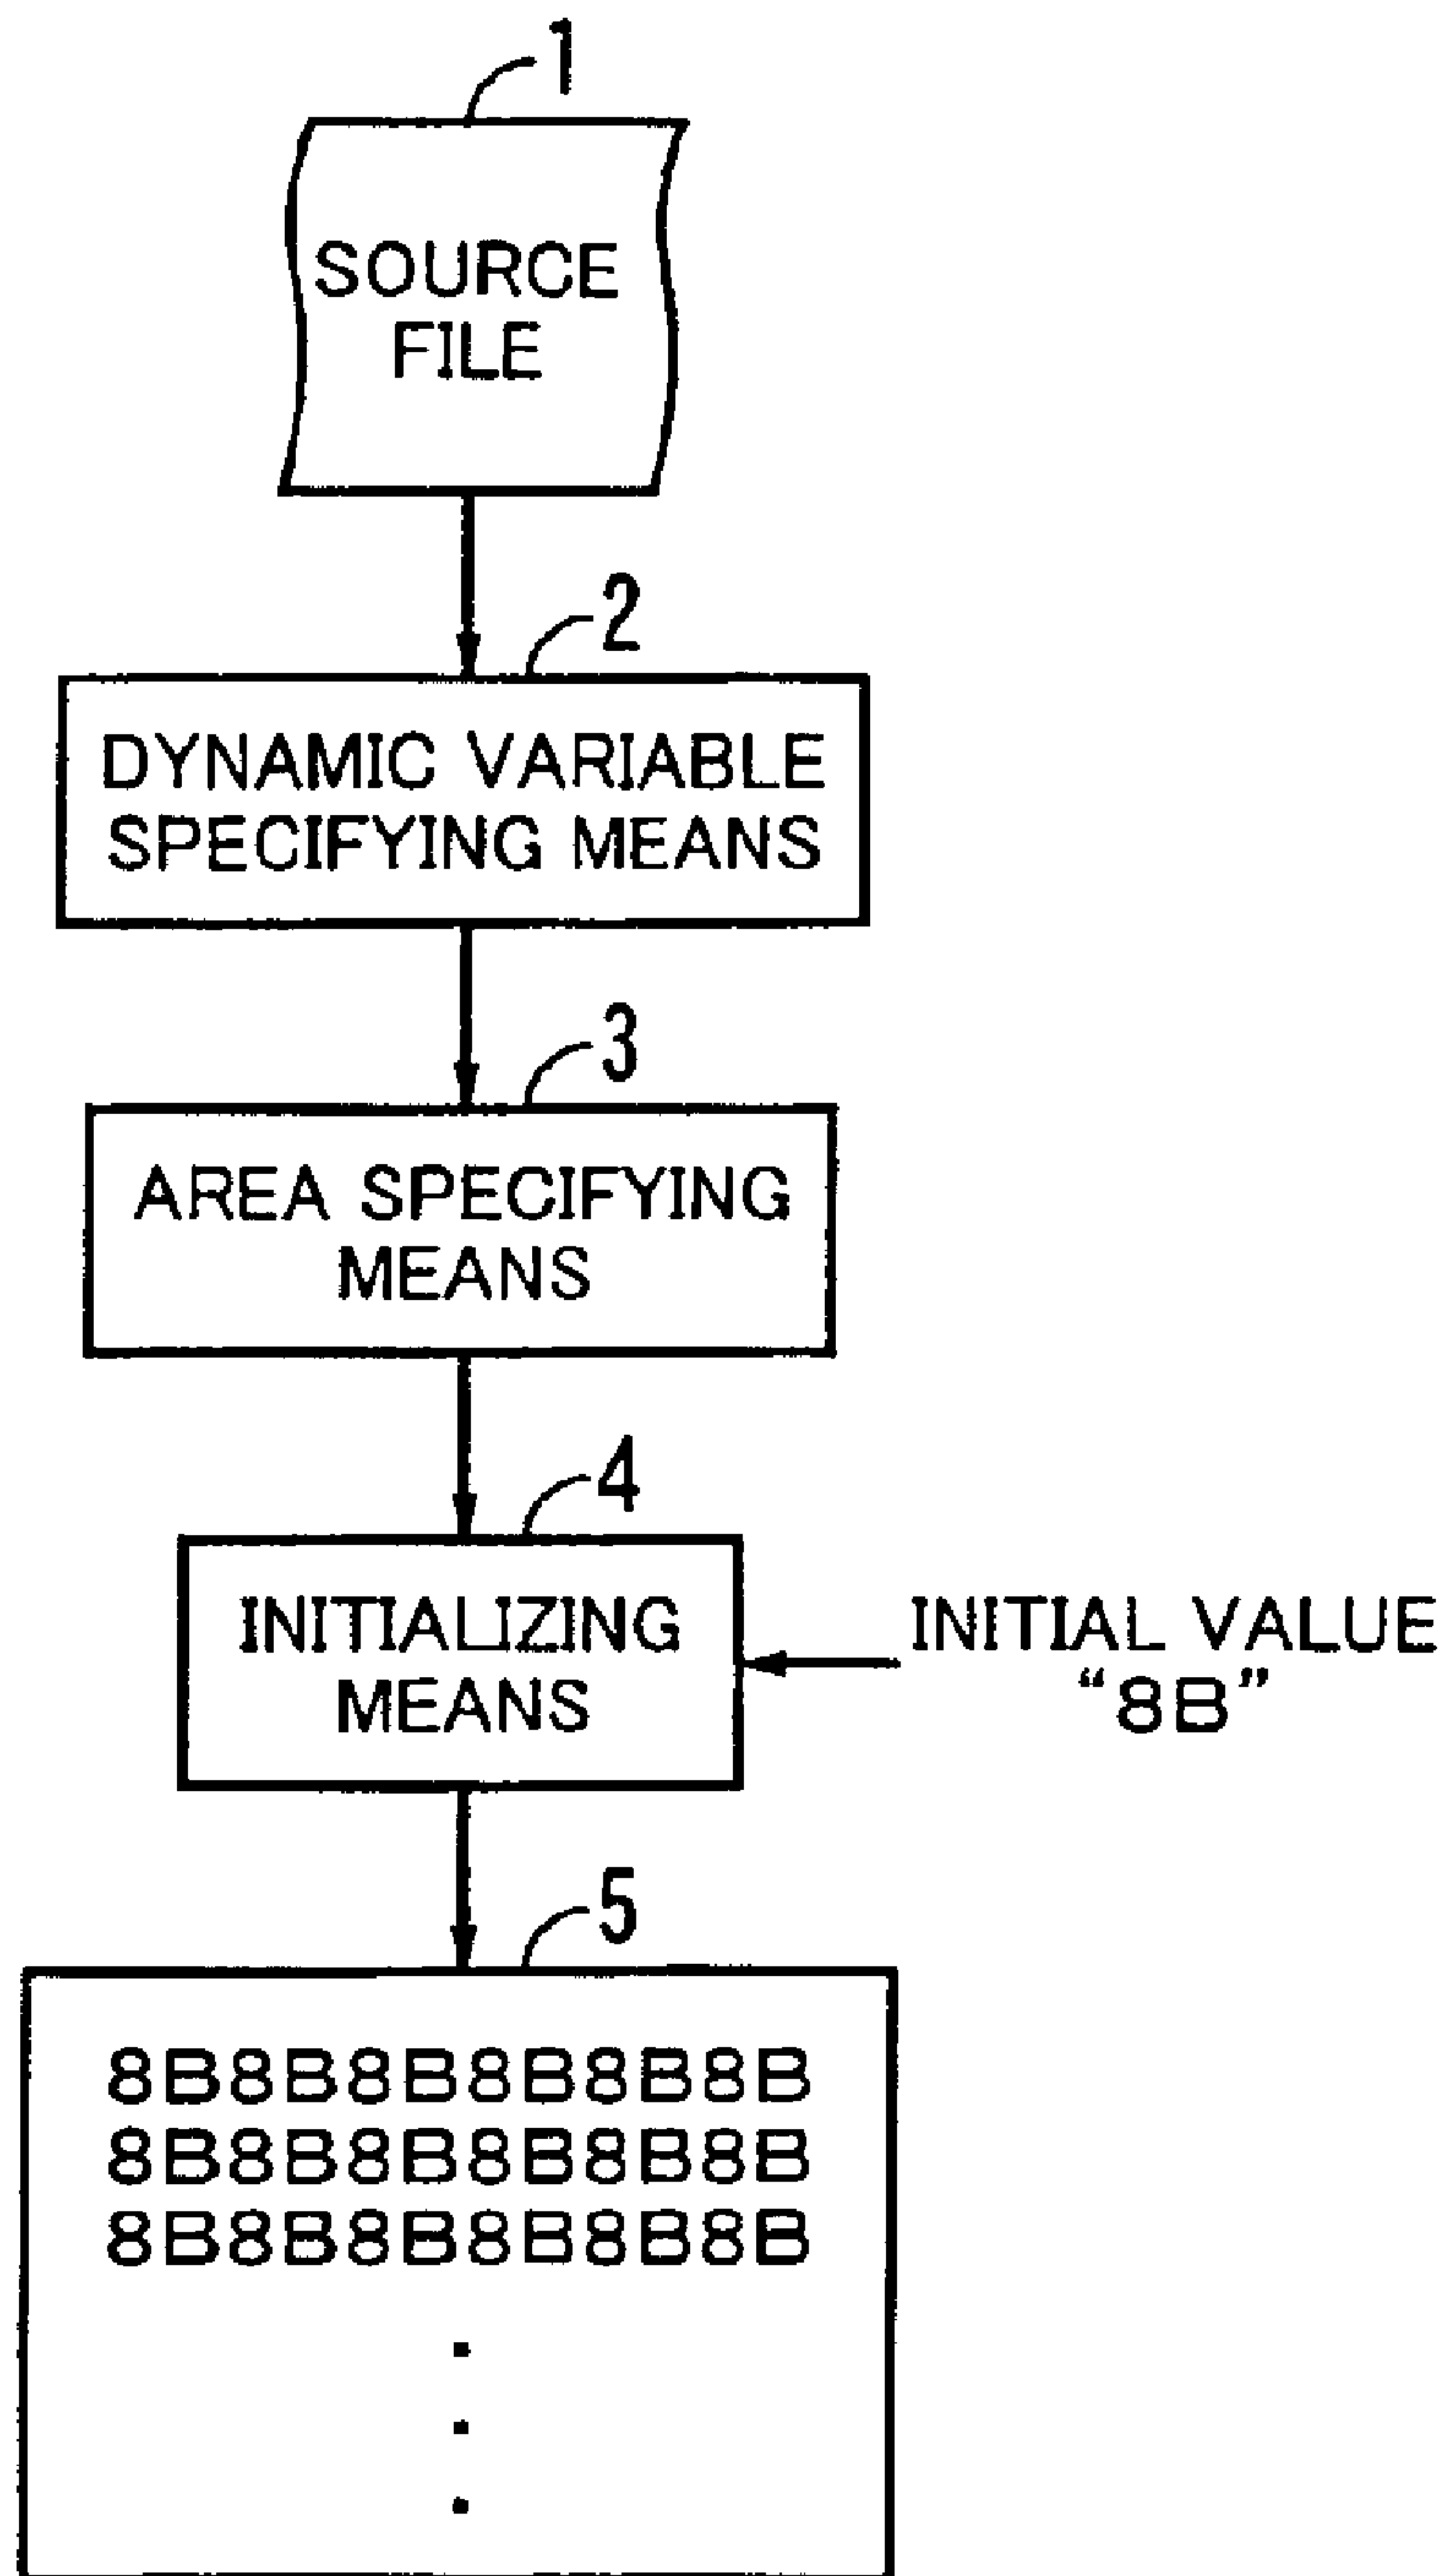 1
SOURCE
FILE
2
DYNAMIC VARIABLE
SPECIFYING MEANS
3
AREA SPECIFYING
MEANS
4
INITIALIZING
MEANS
INITIAL VALUE
“8B”
5
8B8B8B8B8B8B
8B8B8B8B8B8B
8B8B8B8B8B8B